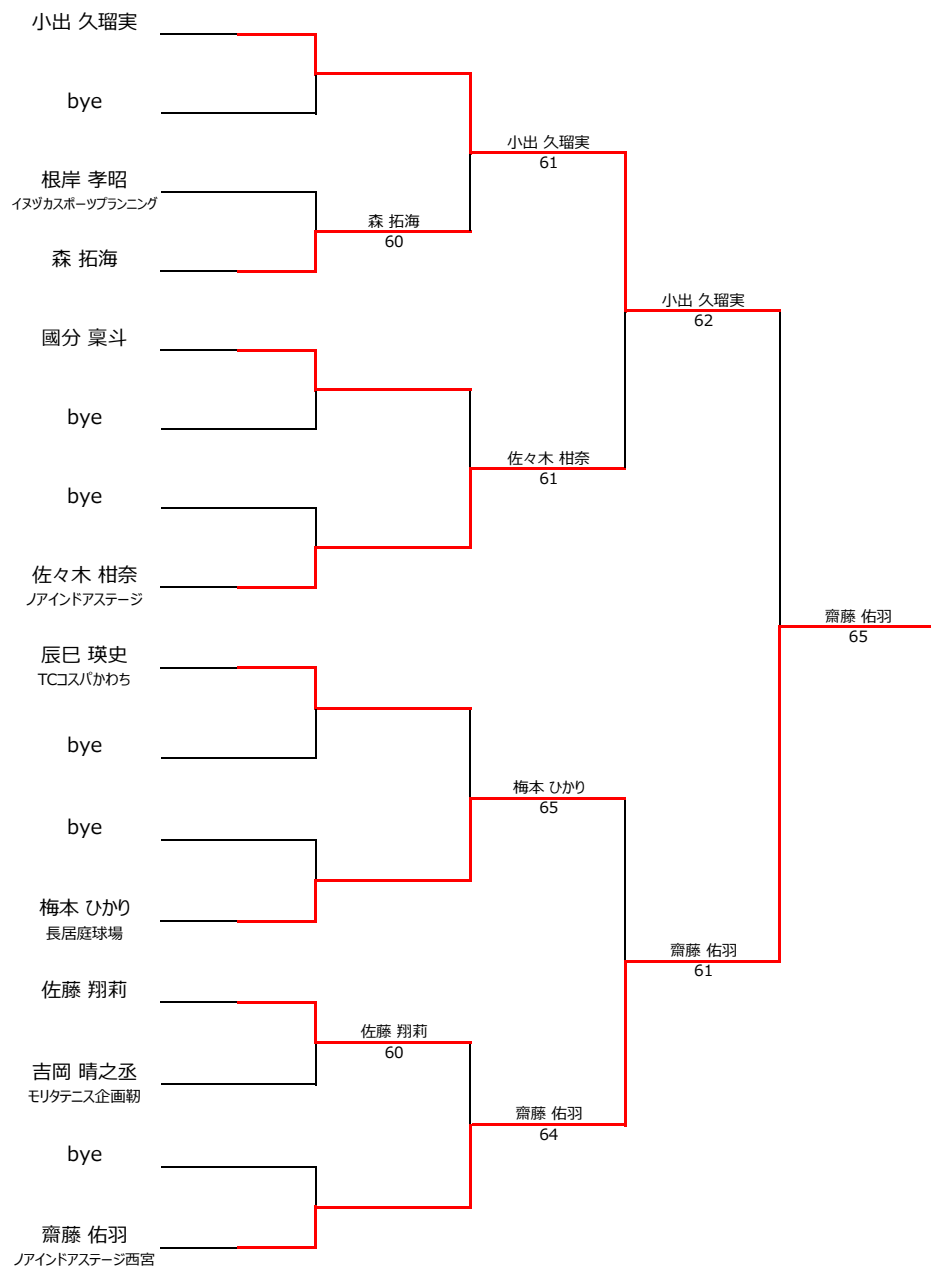 小出 久瑠実
bye
根岸 孝昭
イヌヅカスポーツプランニング
森 拓海
國分 稟斗
bye
bye
佐々木 柑奈
ノアインドアステージ
辰巳 瑛史
TCコスパかわち
bye
bye
梅本 ひかり
長居庭球場
佐藤 翔莉
吉岡 晴之丞
モリタテニス企画靭
bye
齋藤 佑羽
ノアインドアステージ西宮
森 拓海
60
佐藤 翔莉
60
小出 久瑠実
61
佐々木 柑奈
61
梅本 ひかり
65
齋藤 佑羽
64
小出 久瑠実
62
齋藤 佑羽
61
齋藤 佑羽
65